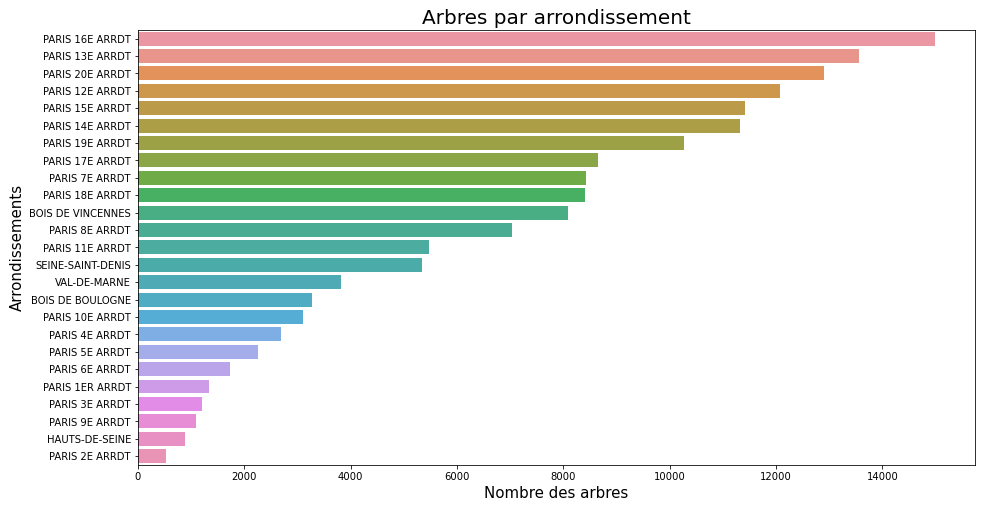 Arbres par arrondissement
Arrondissements
PARIS 16E ARRDT
PARIS 13E ARRDT
PARIS 20E ARRDT
PARIS 12E ARRDT
PARIS 15E ARRDT
PARIS 14E ARRDT
PARIS 19E ARRDT
PARIS 17E ARRDT
PARIS 7E ARRDT
PARIS 18E ARRDT
BOIS DE VINCENNES
PARIS 8E ARRDT
PARIS 11E ARRDT
SEINE-SAINT-DENIS
VAL-DE-MARNE
BOIS DE BOULOGNE
PARIS 10E ARRDT
PARIS 4E ARRDT
PARIS 5E ARRDT
PARIS 6E ARRDT
PARIS 1ER ARRDT
PARIS 3E ARRDT
PARIS 9E ARRDT
HAUTS-DE-SEINE
PARIS 2E ARRDT
0 2000 4000 6000 8000 10000 12000 14000
Nombre des arbres